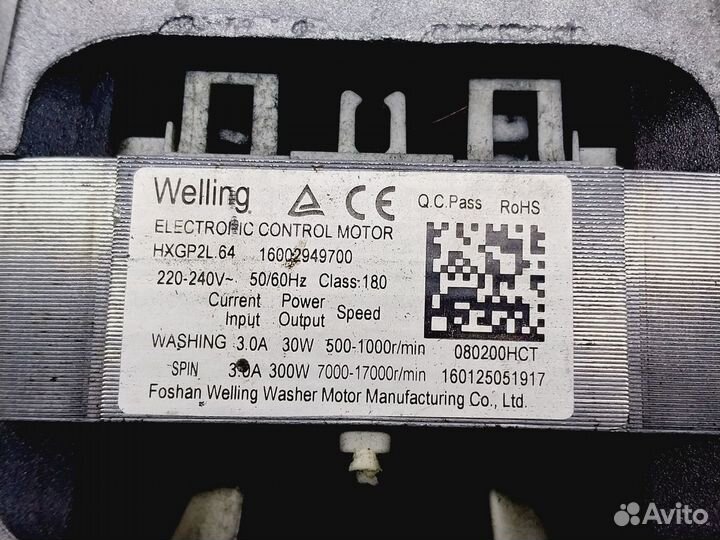 Welling CE Q.C.Pass RoHS
ELECTRONIC CONTROL MOTOR
HXGP2L.64 16002949700
220-240V~ 50/60Hz Class:180
Current Power
Input Output Speed
WASHING 3.0A 30W 500-1000r/min 080200HCT
SPIN 3.0A 300W 7000-17000r/min 160125051917
Foshan Welling Washer Motor Manufacturing Co., Ltd.
Avito